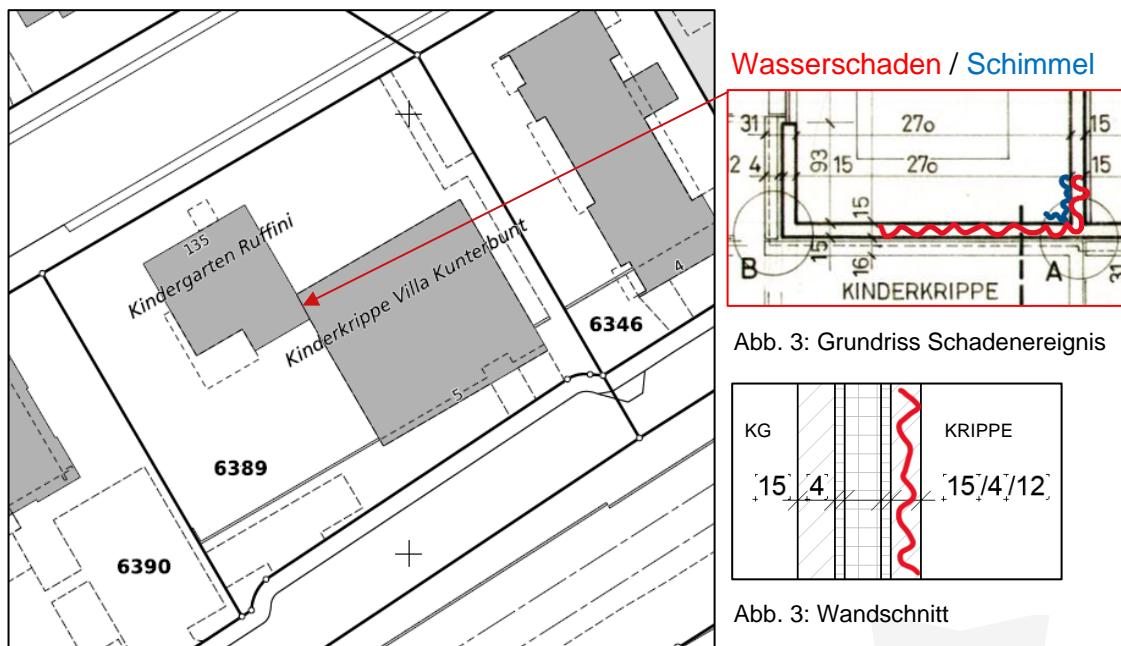 135
Kindergarten Ruffini
Kinderkrippe Villa Kunterbunt
4
6346
5
6389
6390
Wasserschaden / Schimmel
31
27o
15
2 4
93
15
27o
15
15
15
16
B
A
31
KINDERKRIPPE
Abb. 3: Grundriss Schadenereignis
KG
KRIPPE
15 4 15/4/12
Abb. 3: Wandschnitt